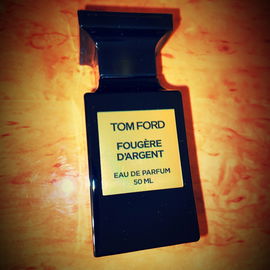 TOM FORD
FOUGÈRE
D'ARGENT
EAU DE PARFUM
50 ML